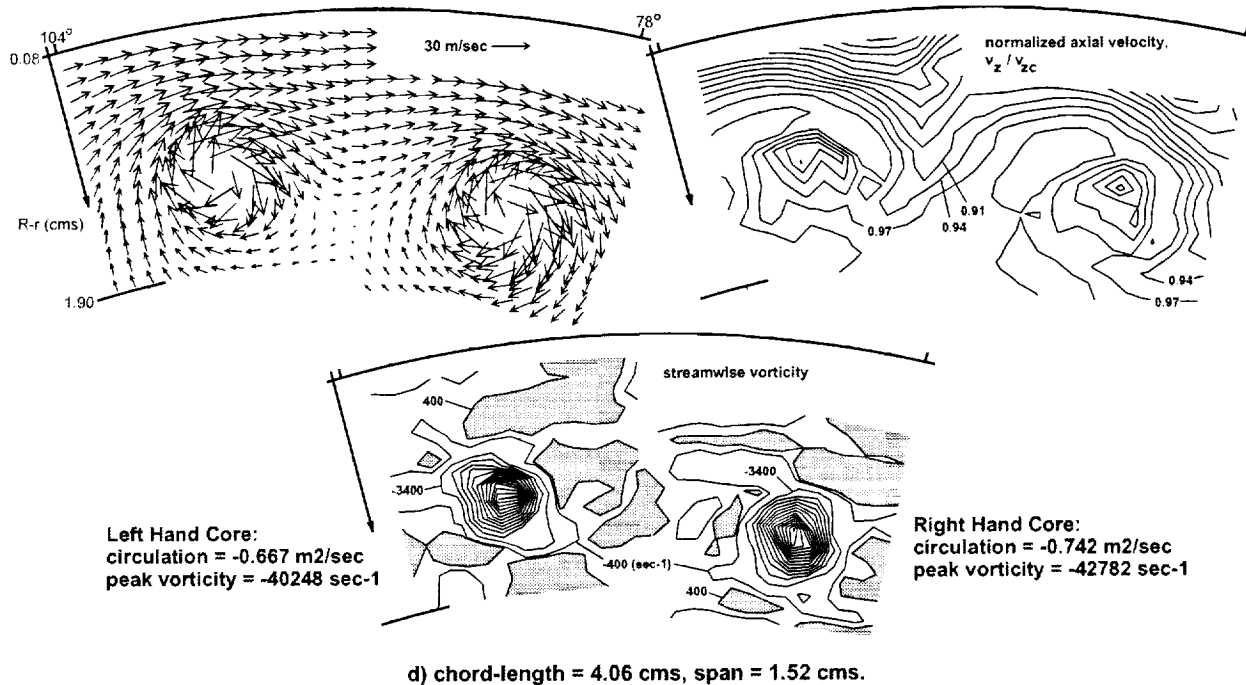 104°
78°
0.08
30 m/sec
R-r (cms)
1.90
normalized axial velocity,
v_z / v_zc
0.91
0.97
0.94
0.94
0.97
streamwise vorticity
400
-3400
-3400
-400 (sec-1)
400
Left Hand Core:
circulation = -0.667 m2/sec
peak vorticity = -40248 sec-1
Right Hand Core:
circulation = -0.742 m2/sec
peak vorticity = -42782 sec-1
d) chord-length = 4.06 cms, span = 1.52 cms.